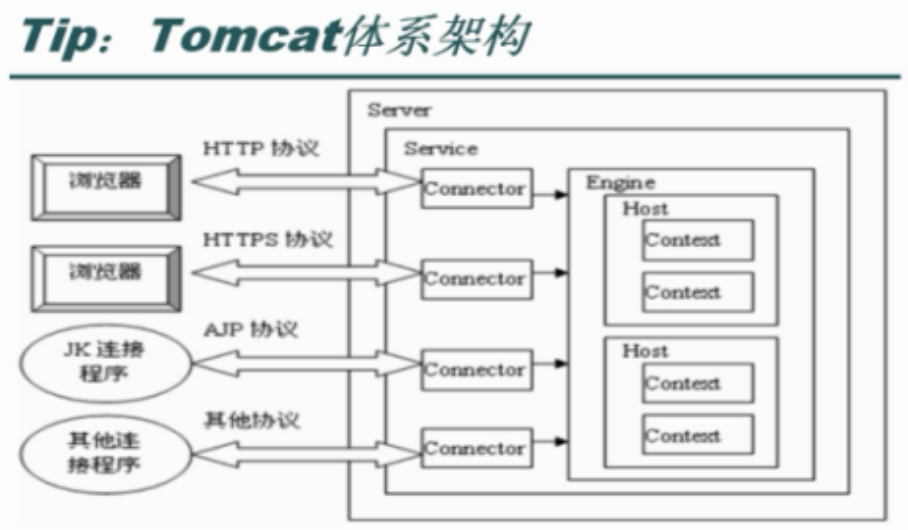 Tip：Tomcat体系架构
Server
HTTP 协议
Service
浏览器
Connector
Engine
Host
Context
HTTPS 协议
浏览器
Connector
Context
AJP 协议
JK 连接
程序
Connector
Host
Context
其他协议
其他连
接程序
Connector
Context